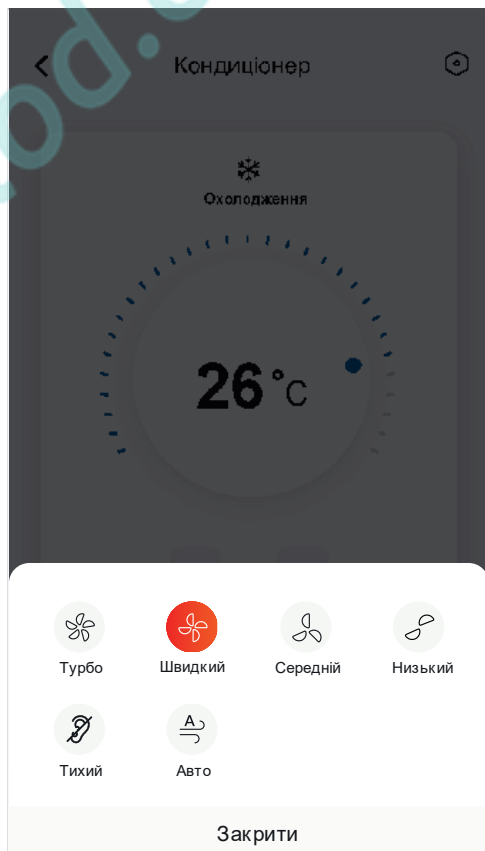 Кондиціонер
Охолодження
26°C
Турбо Швидкий Середній Низький
A
Тихий Авто
Закрити